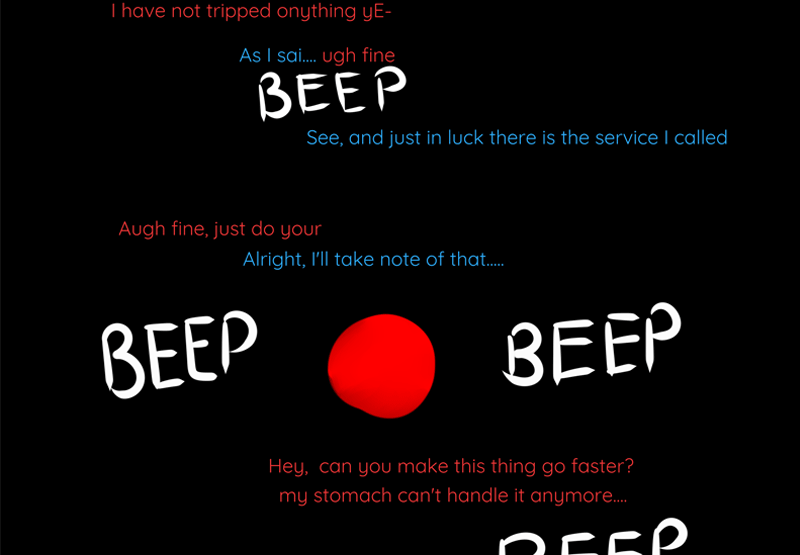 I have not tripped onything yE-
As I sai.... ugh fine
BEEP
See, and just in luck there is the service I called
Augh fine, just do your
Alright, I'll take note of that.....
BEEP
BEEP
Hey, can you make this thing go faster?
my stomach can't handle it anymore....
BEEP